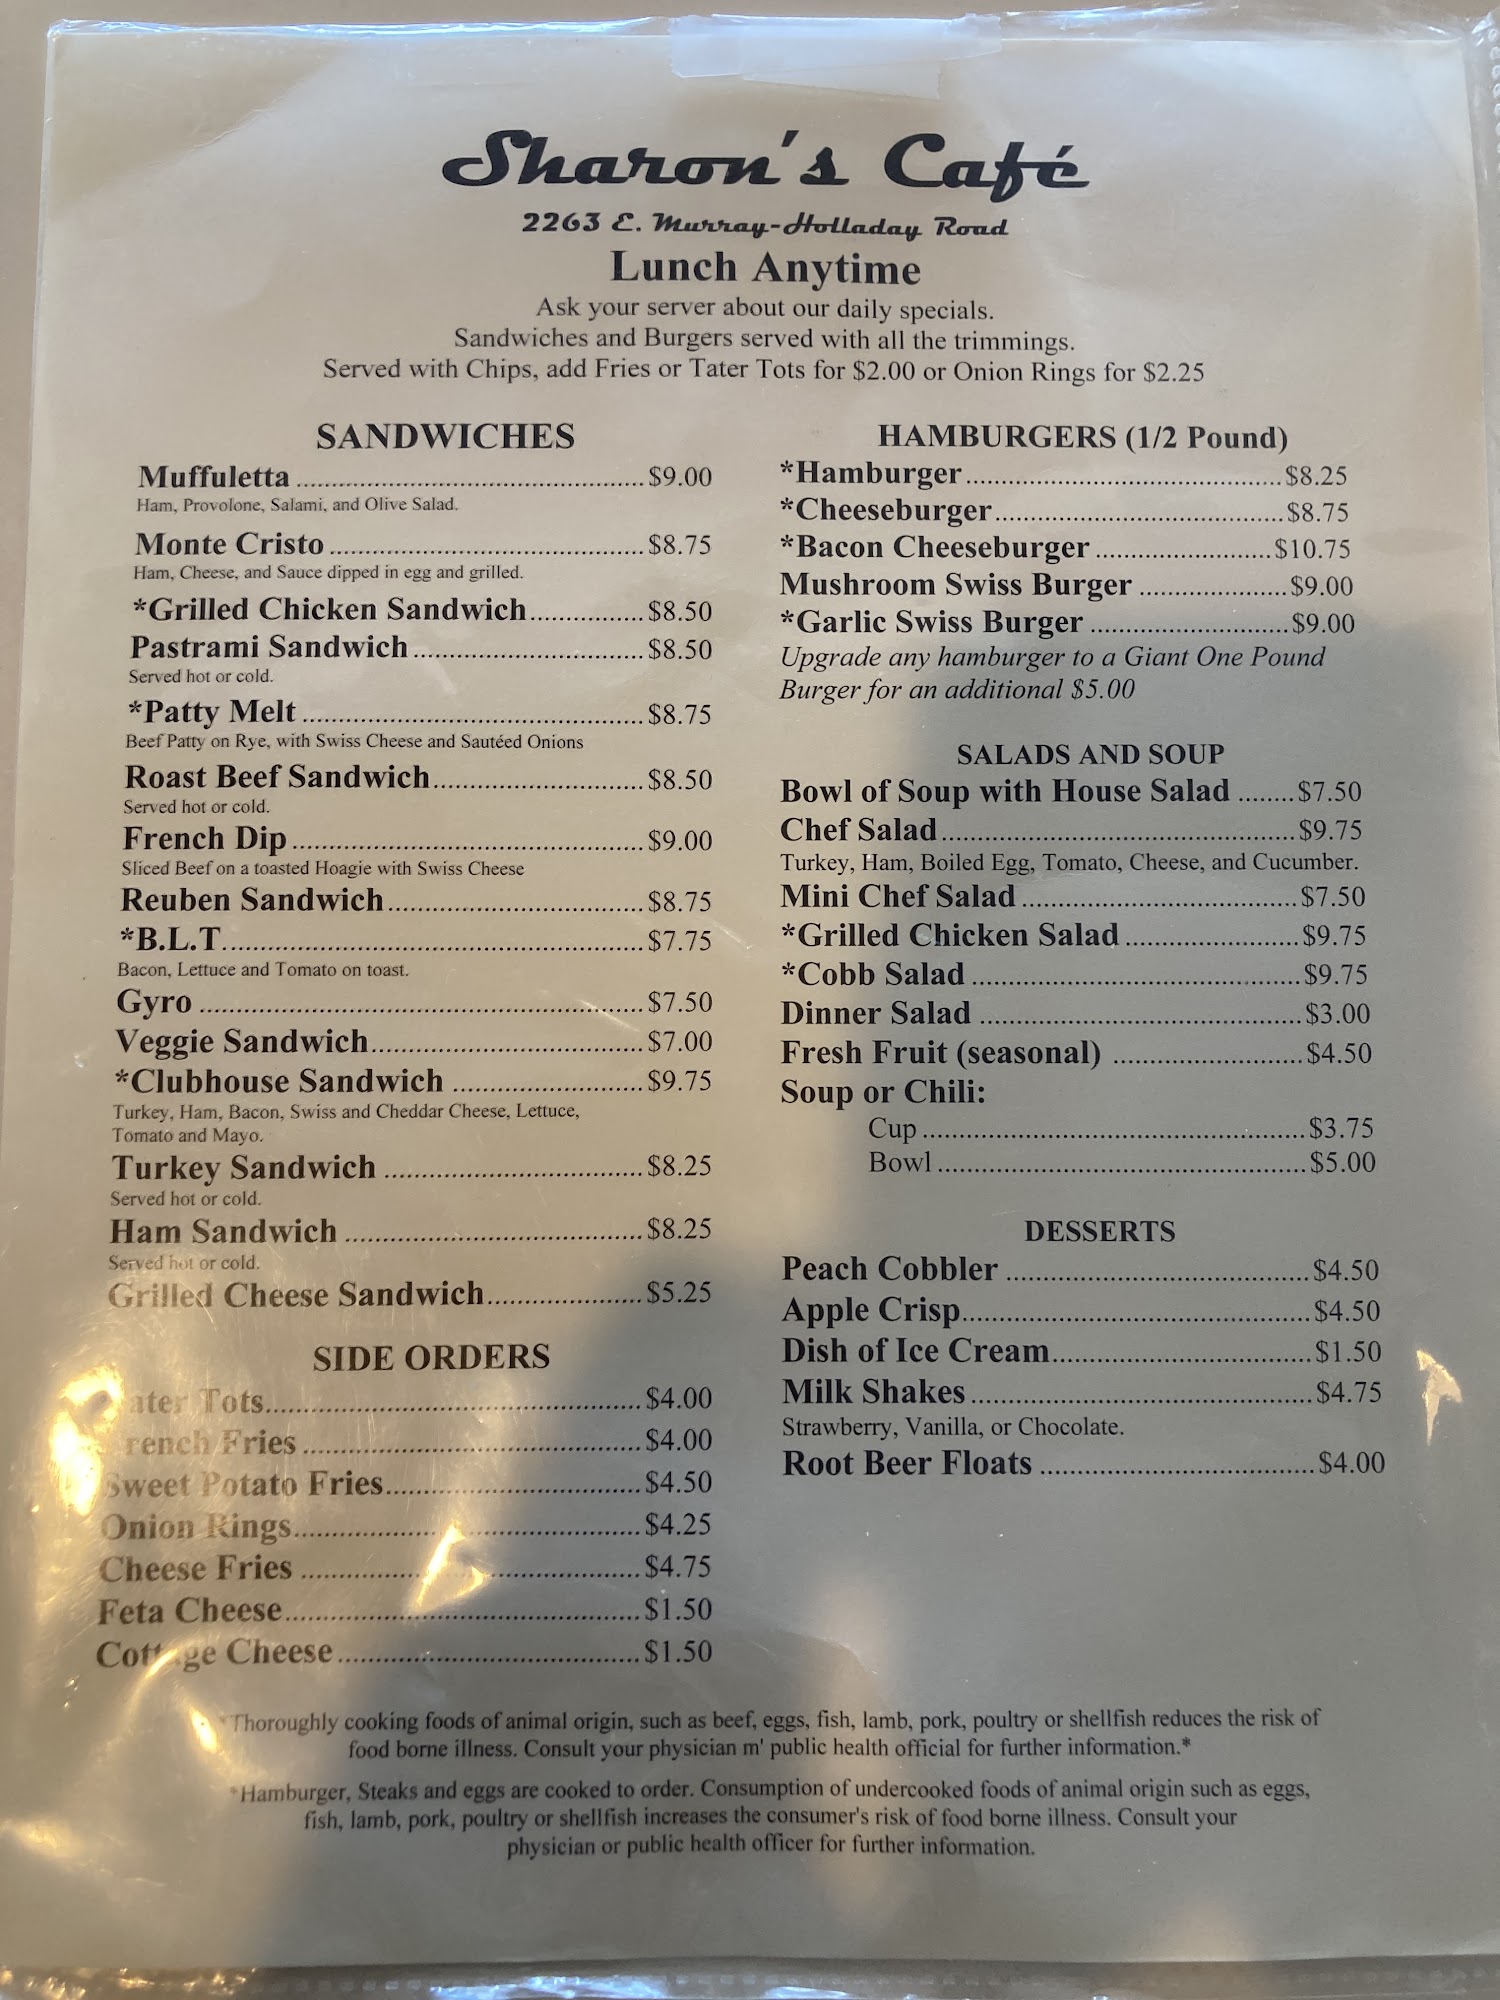 Sharon's Café
2263 E. Murray-Holladay Road
Lunch Anytime
Ask your server about our daily specials.
Sandwiches and Burgers served with all the trimmings.
Served with Chips, add Fries or Tater Tots for $2.00 or Onion Rings for $2.25
SANDWICHES
Muffuletta $9.00
Ham, Provolone, Salami, and Olive Salad.
Monte Cristo $8.75
Ham, Cheese, and Sauce dipped in egg and grilled.
*Grilled Chicken Sandwich $8.50
Pastrami Sandwich $8.50
Served hot or cold.
*Patty Melt $8.75
Beef Patty on Rye, with Swiss Cheese and Sautéed Onions
Roast Beef Sandwich $8.50
Served hot or cold.
French Dip $9.00
Sliced Beef on a toasted Hoagie with Swiss Cheese
Reuben Sandwich $8.75
*B.L.T. $7.75
Bacon, Lettuce and Tomato on toast.
Gyro $7.50
Veggie Sandwich $7.00
*Clubhouse Sandwich $9.75
Turkey, Ham, Bacon, Swiss and Cheddar Cheese, Lettuce,
Tomato and Mayo.
Turkey Sandwich $8.25
Served hot or cold.
Ham Sandwich $8.25
Served hot or cold.
Grilled Cheese Sandwich $5.25
SIDE ORDERS
Tater Tots $4.00
French Fries $4.00
Sweet Potato Fries $4.50
Onion Rings $4.25
Cheese Fries $4.75
Feta Cheese $1.50
Cottage Cheese $1.50
HAMBURGERS (1/2 Pound)
*Hamburger $8.25
*Cheeseburger $8.75
*Bacon Cheeseburger $10.75
Mushroom Swiss Burger $9.00
*Garlic Swiss Burger $9.00
Upgrade any hamburger to a Giant One Pound
Burger for an additional $5.00
SALADS AND SOUP
Bowl of Soup with House Salad $7.50
Chef Salad $9.75
Turkey, Ham, Boiled Egg, Tomato, Cheese, and Cucumber.
Mini Chef Salad $7.50
*Grilled Chicken Salad $9.75
*Cobb Salad $9.75
Dinner Salad $3.00
Fresh Fruit (seasonal) $4.50
Soup or Chili:
Cup $3.75
Bowl $5.00
DESSERTS
Peach Cobbler $4.50
Apple Crisp $4.50
Dish of Ice Cream $1.50
Milk Shakes $4.75
Strawberry, Vanilla, or Chocolate.
Root Beer Floats $4.00
*Thoroughly cooking foods of animal origin, such as beef, eggs, fish, lamb, pork, poultry or shellfish reduces the risk of
food borne illness. Consult your physician m' public health official for further information.*
*Hamburger, Steaks and eggs are cooked to order. Consumption of undercooked foods of animal origin such as eggs,
fish, lamb, pork, poultry or shellfish increases the consumer's risk of food borne illness. Consult your
physician or public health officer for further information.